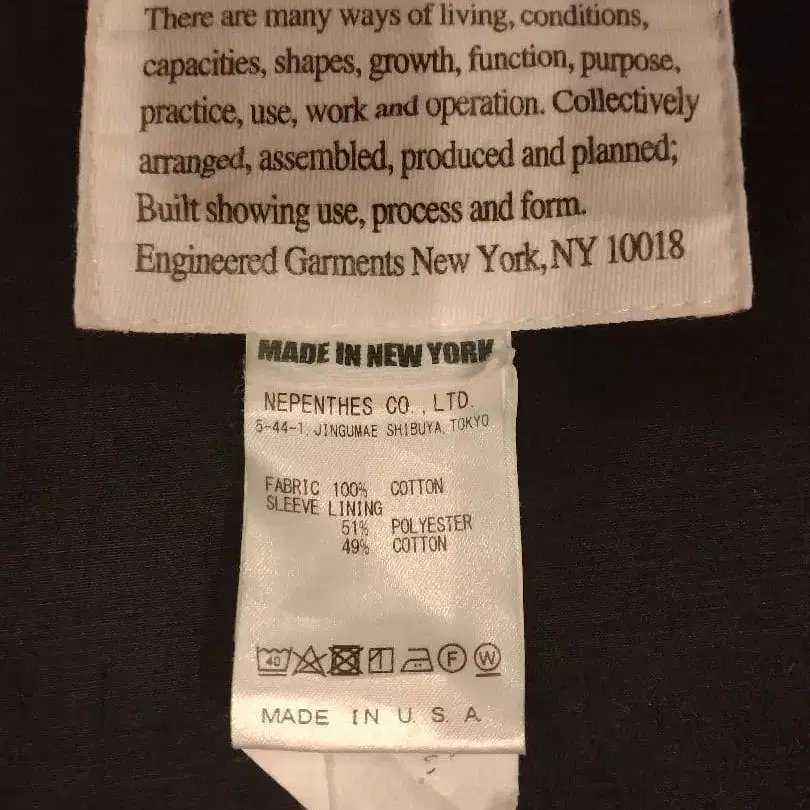 There are many ways of living, conditions,
capacities, shapes, growth, function, purpose,
practice, use, work and operation. Collectively
arranged, assembled, produced and planned;
Built showing use, process and form.
Engineered Garments New York, NY 10018
MADE IN NEW YORK
NEPENTHES CO., LTD.
5-44-1, JINGUMAE SHIBUYA, TOKYO
FABRIC 100% COTTON
SLEEVE LINING
51% POLYESTER
49% COTTON
40 F W
MADE IN U. S. A